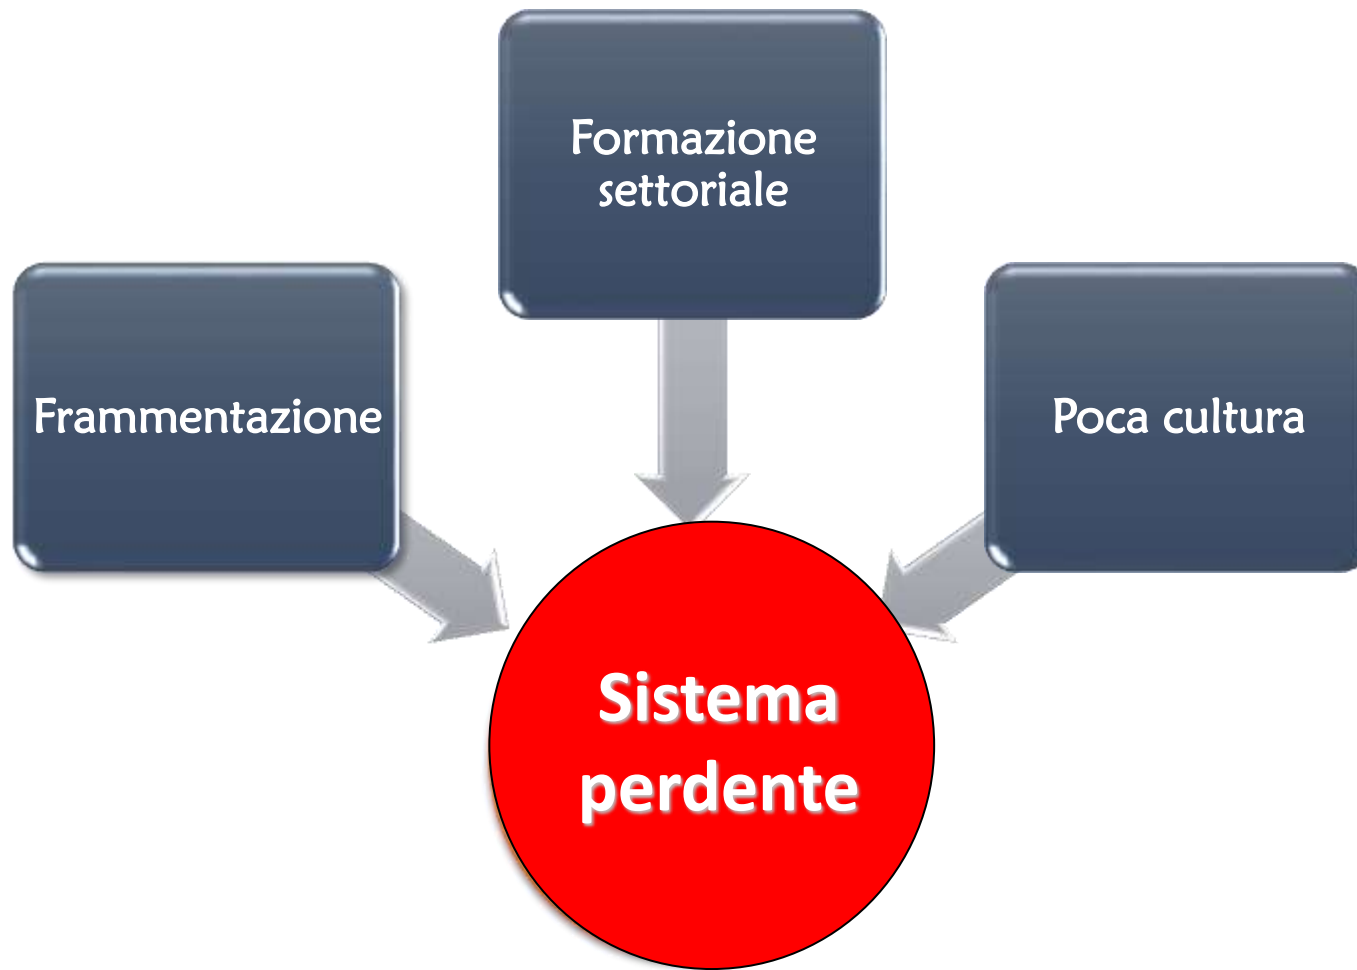 Formazione
settoriale
Frammentazione
Poca cultura
Sistema
perdente